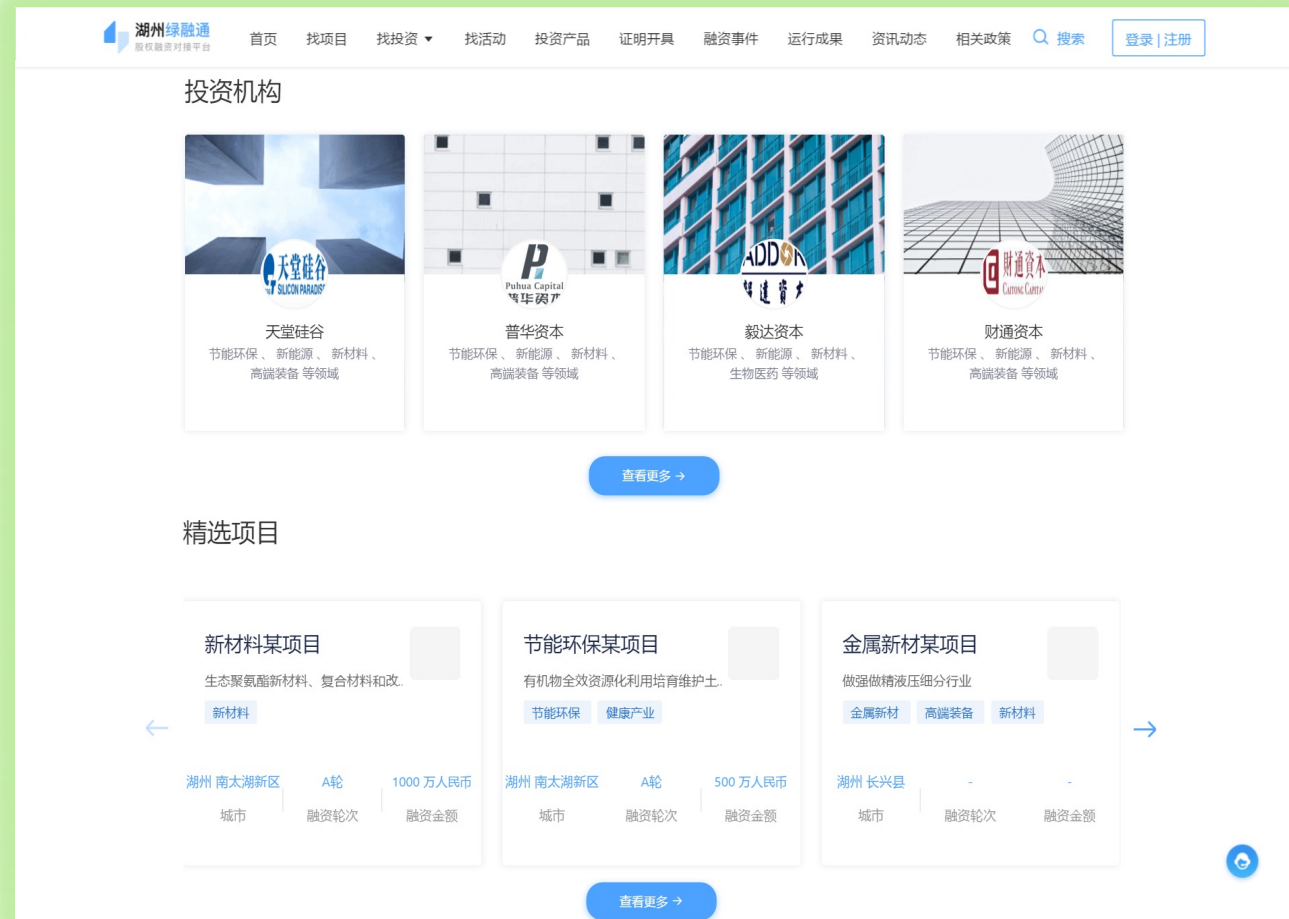 湖州绿融通
股权融资对接平台
首页 找项目 找投资 找活动 投资产品 证明开具 融资事件 运行成果 资讯动态 相关政策 搜索 登录 | 注册
投资机构
天堂硅谷
SILICON PARADISE
P
Puhua Capital
普华资本
ADDOR
毅達資本
財通資本
CAITONG CAPITAL
天堂硅谷 普华资本 毅达资本 财通资本
节能环保 、 新能源 、 新材料 、 节能环保 、 新能源 、 新材料 、 节能环保 、 新能源 、 新材料 、 节能环保 、 新能源 、 新材料 、
高端装备 等领域 高端装备 等领域 生物医药 等领域 高端装备 等领域
查看更多 →
精选项目
新材料某项目 节能环保某项目 金属新材某项目
生态聚氨酯新材料、复合材料和改.. 有机物全效资源化利用培育维护土.. 做强做精液压细分行业
新材料 节能环保 健康产业 金属新材 高端装备 新材料
湖州 南太湖新区 A轮 1000 万人民币 湖州 南太湖新区 A轮 500 万人民币 湖州 长兴县 - -
城市 融资轮次 融资金额 城市 融资轮次 融资金额 城市 融资轮次 融资金额
查看更多 →